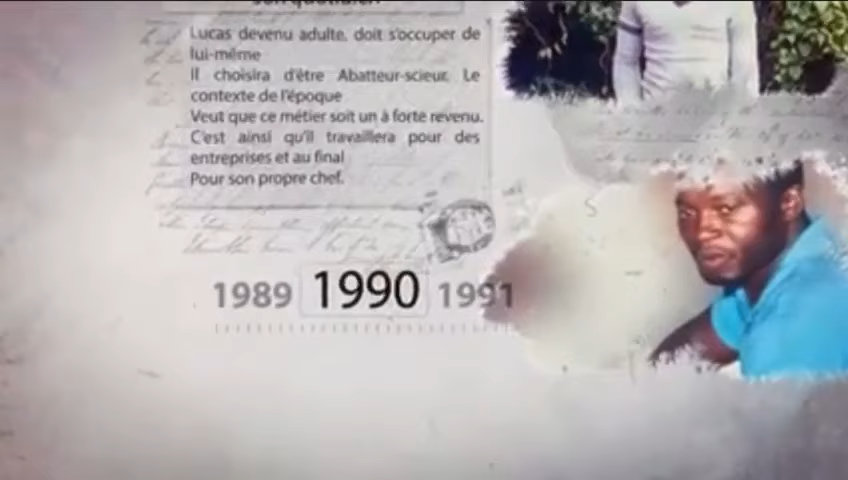 son quotidien
Lucas devenu adulte, doit s'occuper de
lui-même
Il choisira d'être Abatteur-scieur. Le
contexte de l'époque
Veut que ce métier soit un à forte revenu.
C'est ainsi qu'il travaillera pour des
entreprises et au final
Pour son propre chef.
1989 1990 1991